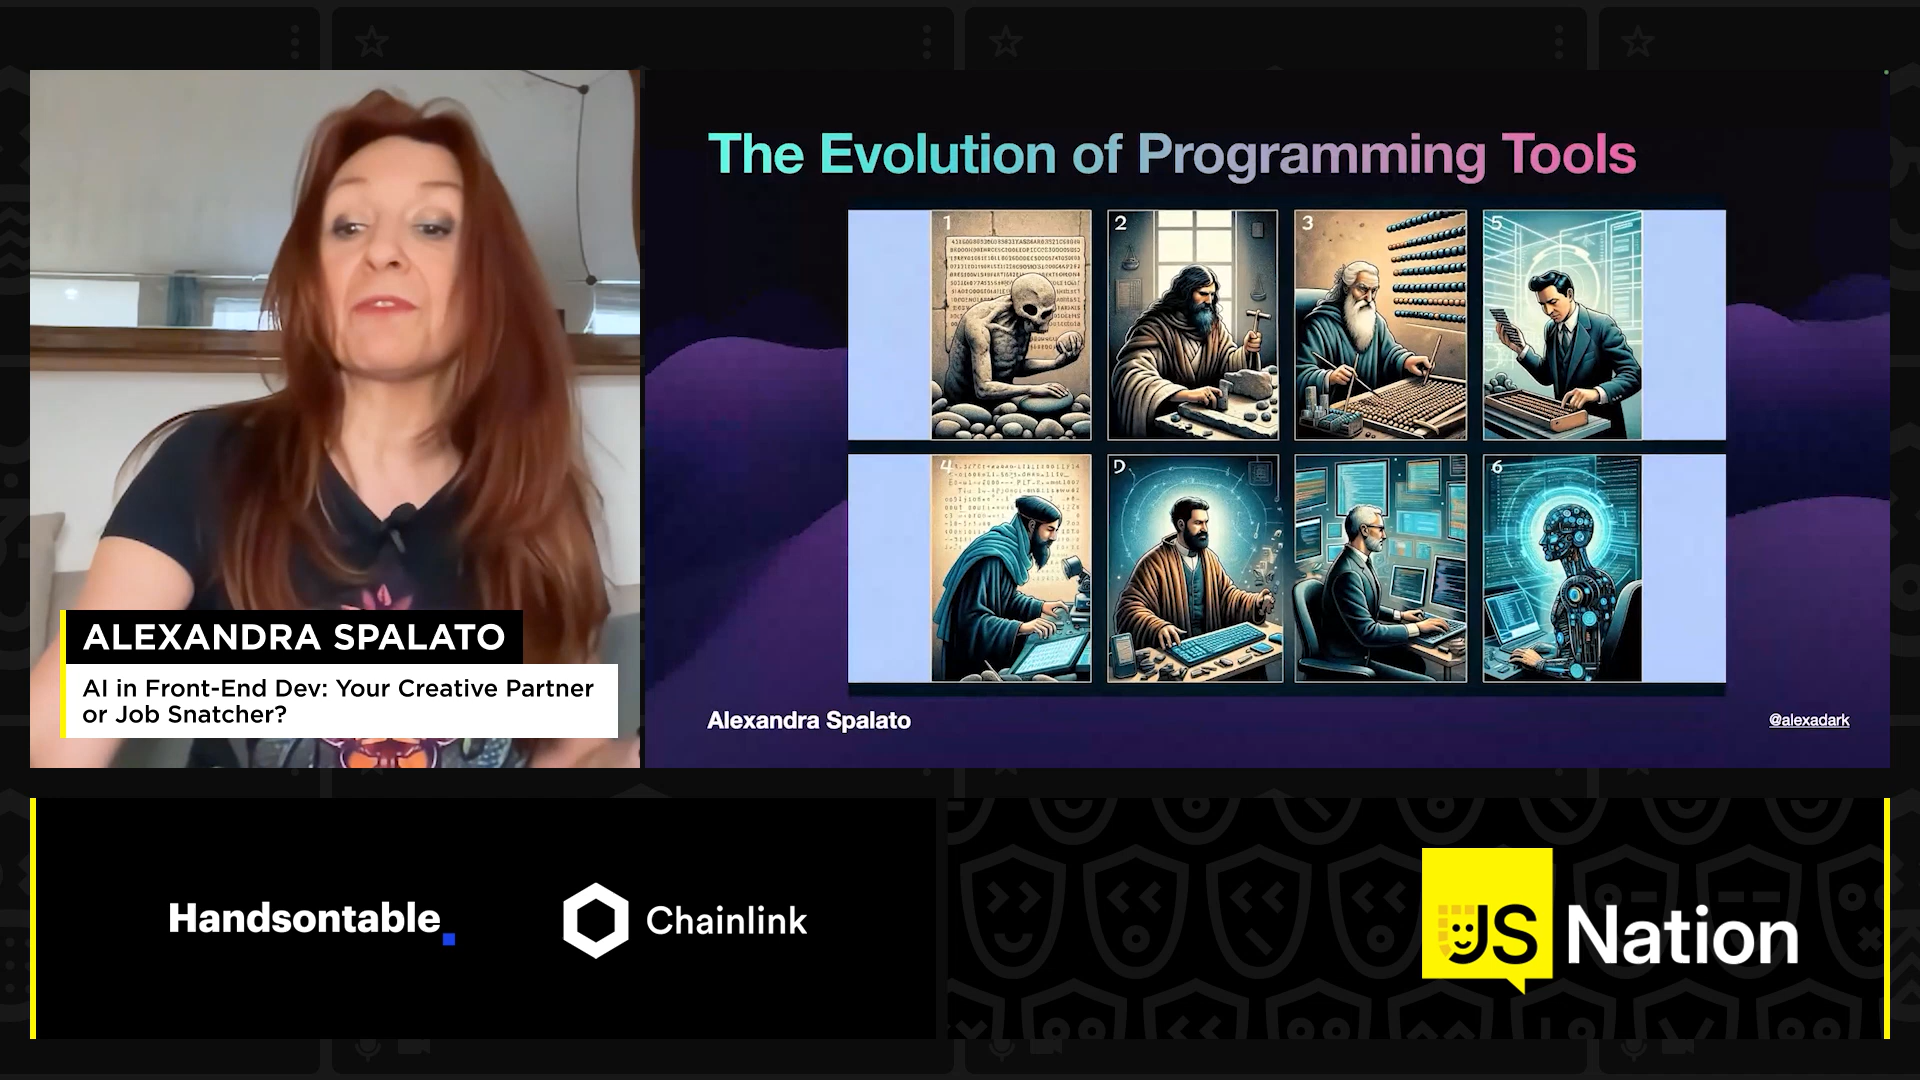 The Evolution of Programming Tools
1
2
3
5
4
D
6
ALEXANDRA SPALATO
AI in Front-End Dev: Your Creative Partner
or Job Snatcher?
Alexandra Spalato
@alexadark
Handsontable
Chainlink
JS Nation